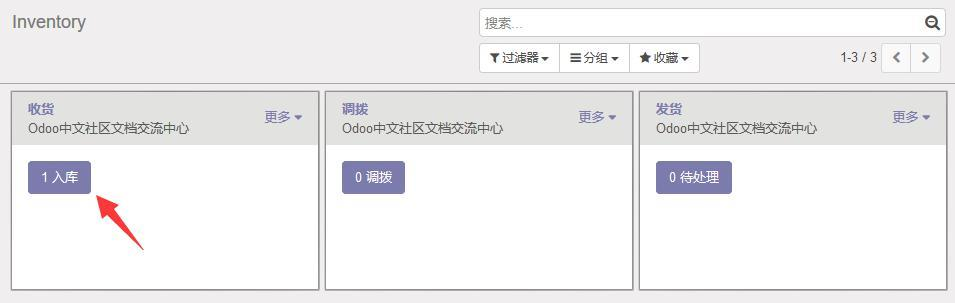 Inventory
搜索...
过滤器 分组 收藏
1-3 / 3
收货
更多
Odoo中文社区文档交流中心
1 入库
调拨
更多
Odoo中文社区文档交流中心
0 调拨
发货
更多
Odoo中文社区文档交流中心
0 待处理